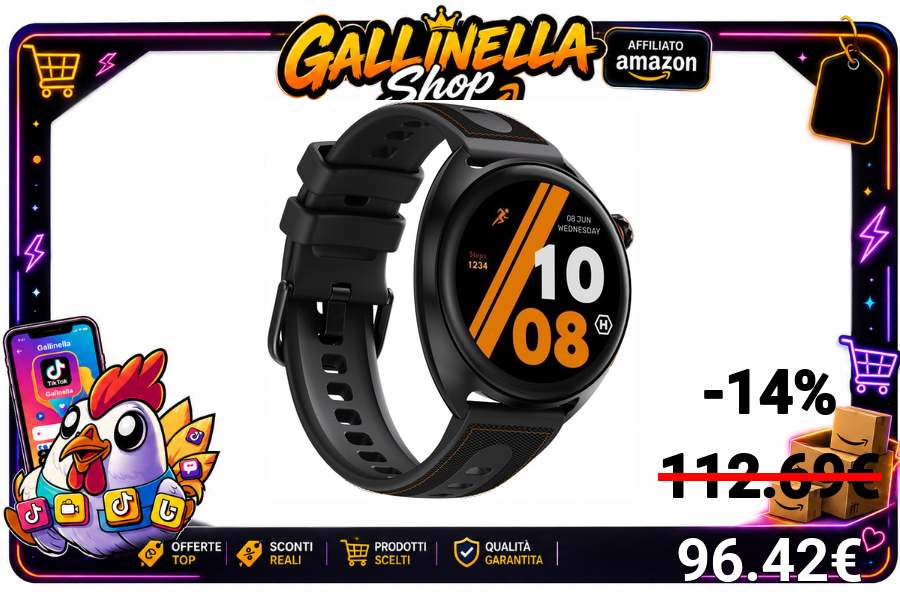 GALLINELLA
Shop
AFFILIATO
amazon
08 JUN
WEDNESDAY
Steps
1234
10
08
H
Gallinella
TikTok
Gallinella
-14%
112.69€
96.42€
OFFERTE
TOP
SCONTI
REALI
PRODOTTI
SCELTI
QUALITÀ
GARANTITA